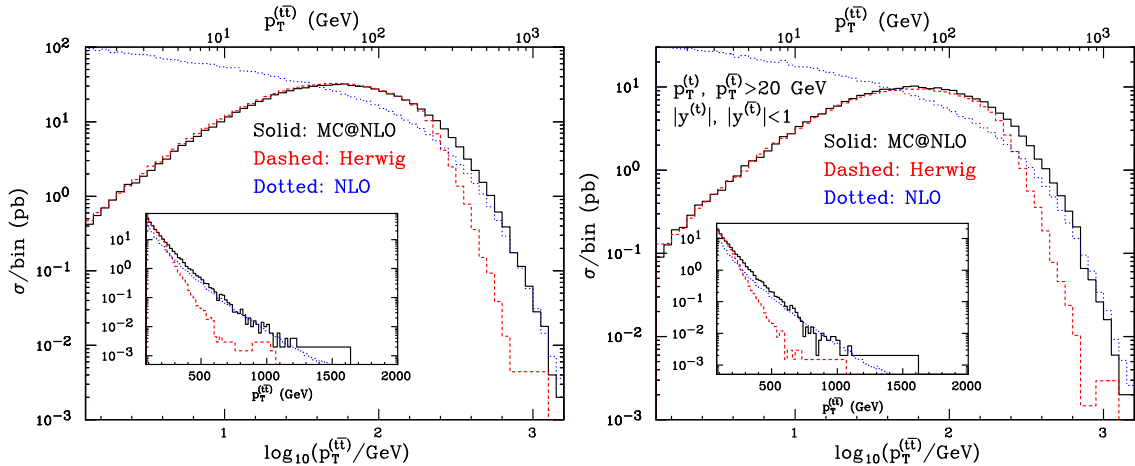 p_T^(tt̄) (GeV)
10^1 10^2 10^3
10^2
10^1
10^0
10^-1
10^-2
10^-3
σ/bin (pb)
Solid: MC@NLO
Dashed: Herwig
Dotted: NLO
10^1
10^0
10^-1
10^-2
10^-3
500 1000 1500 2000
p_T^(tt̄) (GeV)
1 2 3
log_10(p_T^(tt̄)/GeV)
p_T^(tt̄) (GeV)
10^1 10^2 10^3
10^1
10^0
10^-1
10^-2
10^-3
σ/bin (pb)
p_T^(t), p_T^(t̄)>20 GeV
|y^(t)|, |y^(t̄)|<1
Solid: MC@NLO
Dashed: Herwig
Dotted: NLO
10^1
10^0
10^-1
10^-2
10^-3
500 1000 1500 2000
p_T^(tt̄) (GeV)
1 2 3
log_10(p_T^(tt̄)/GeV)